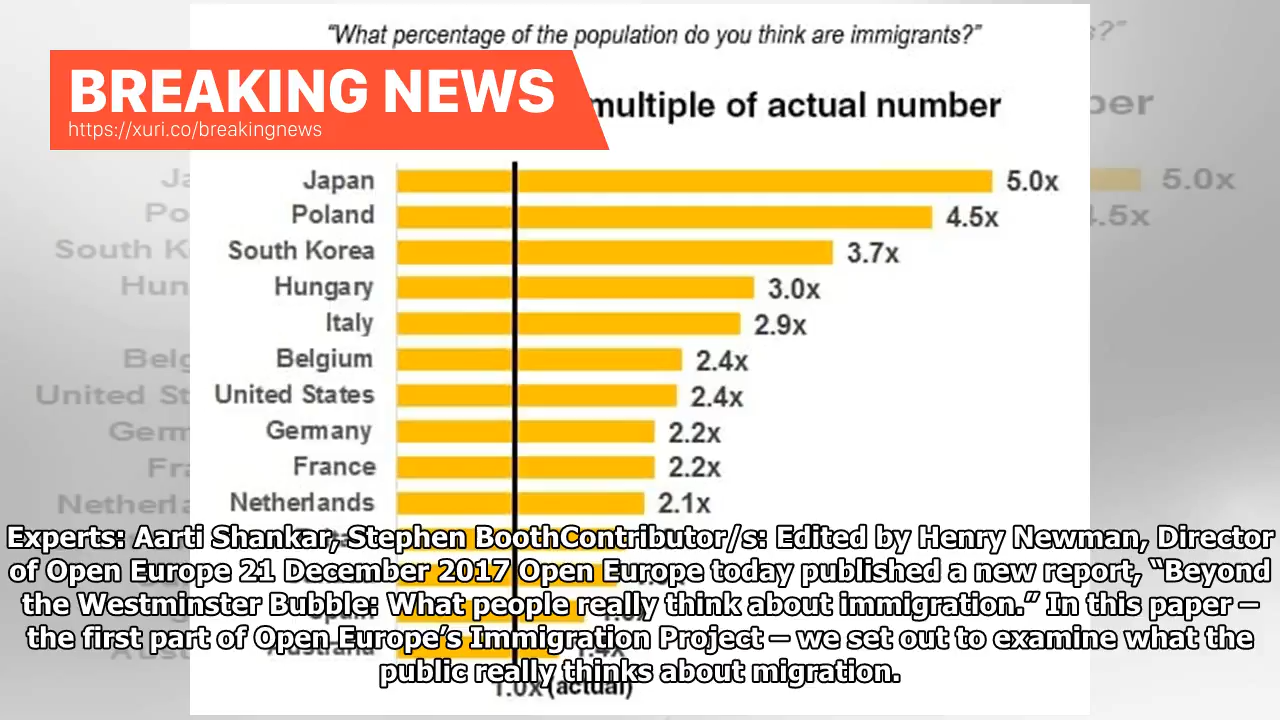 “What percentage of the population do you think are immigrants?”
BREAKING NEWS
https://xuri.co/breakingnews
multiple of actual number
Japan 5.0x
Poland 4.5x
South Korea 3.7x
Hungary 3.0x
Italy 2.9x
Belgium 2.4x
United States 2.4x
Germany 2.2x
France 2.2x
Netherlands 2.1x
Experts: Aarti Shankar, Stephen BoothContributor/s: Edited by Henry Newman, Director
of Open Europe 21 December 2017 Open Europe today published a new report, “Beyond
the Westminster Bubble: What people really think about immigration.” In this paper –
the first part of Open Europe’s Immigration Project – we set out to examine what the
public really thinks about migration.
1.0x (actual)